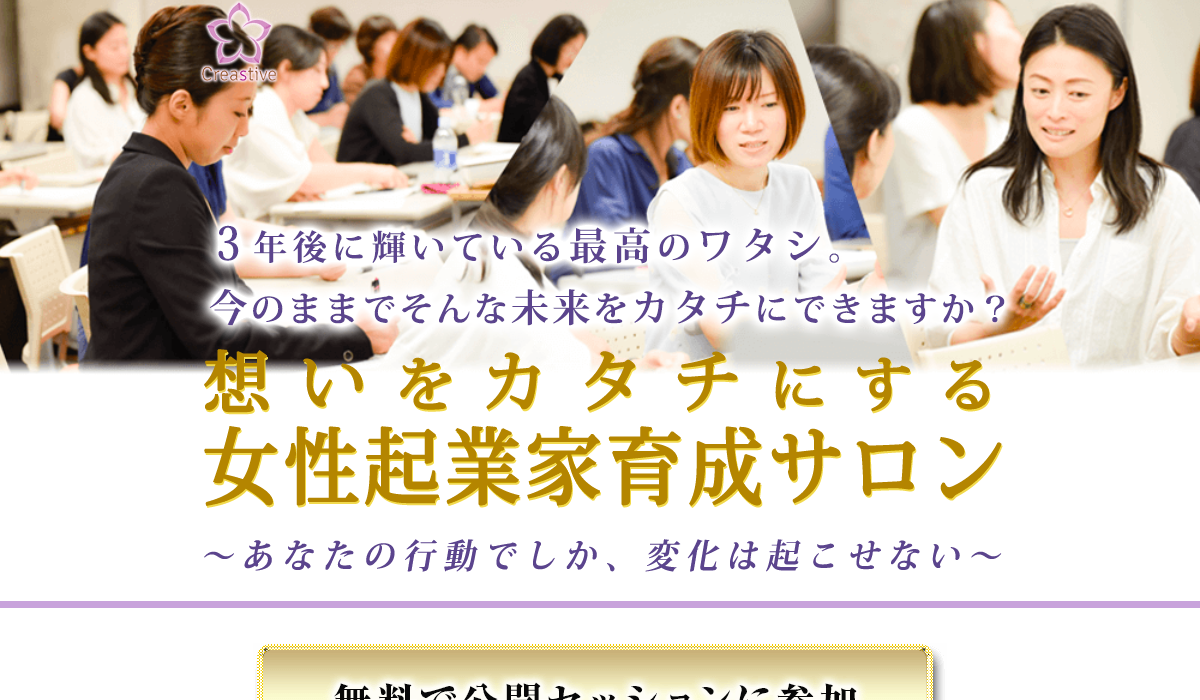 Creastive
3年後に輝いている最高のワタシ。
今のままでそんな未来をカタチにできますか？
想いをカタチにする
女性起業家育成サロン
～あなたの行動でしか、変化は起こせない～
無料で公開セッションに参加